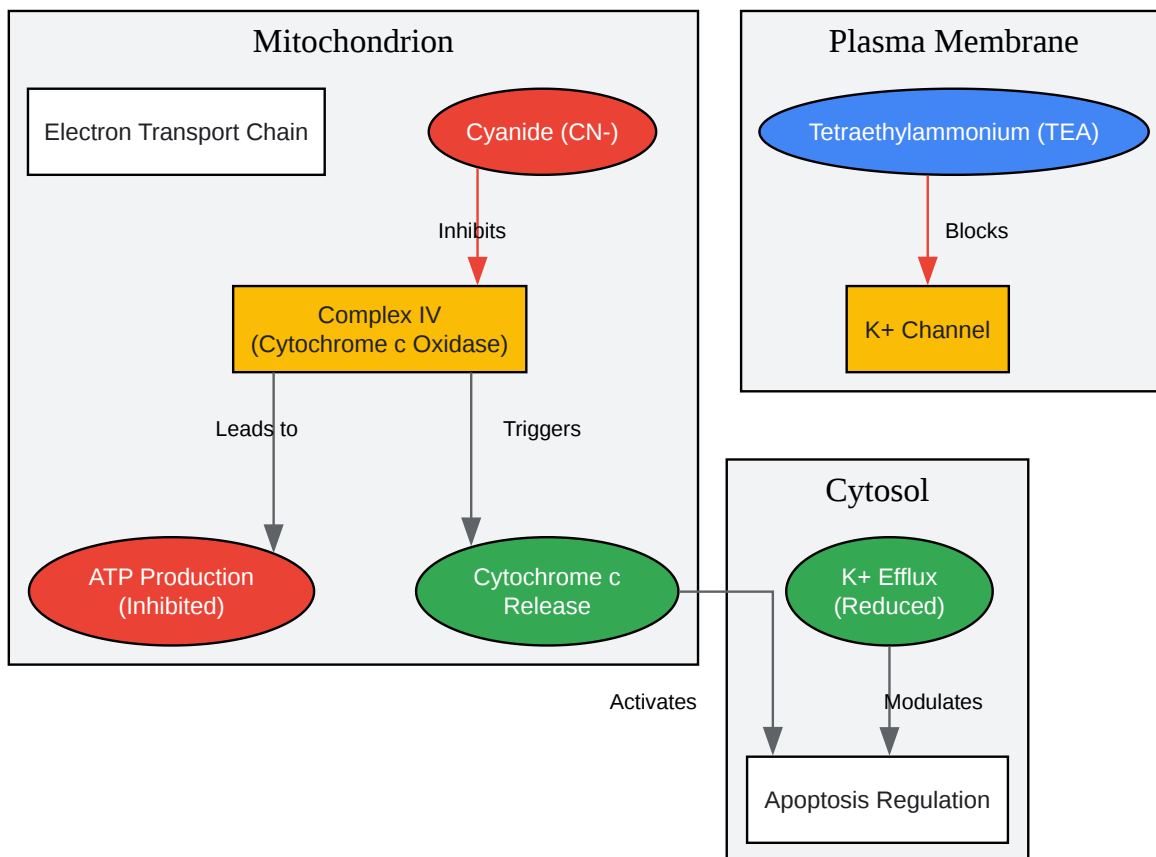 Mitochondrion
Plasma Membrane
Electron Transport Chain
Cyanide (CN-)
Tetraethylammonium (TEA)
Inhibits
Blocks
Complex IV
(Cytochrome c Oxidase)
K+ Channel
Leads to
Triggers
Cytosol
ATP Production
(Inhibited)
Cytochrome c
Release
K+ Efflux
(Reduced)
Activates
Modulates
Apoptosis Regulation